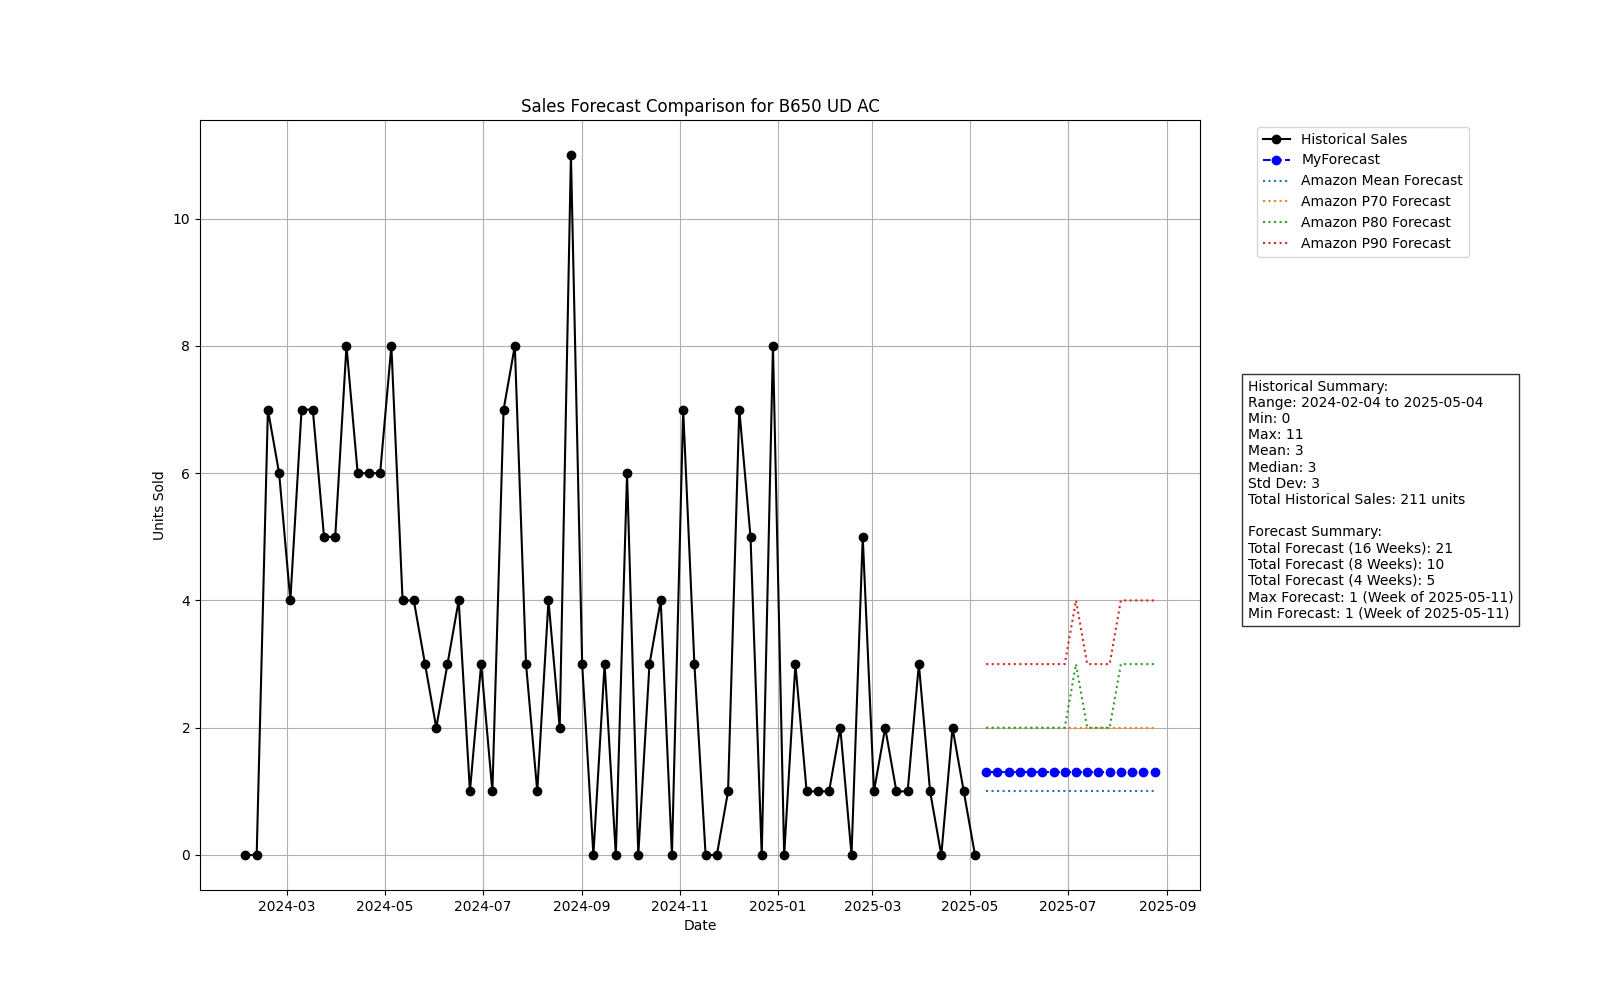 Sales Forecast Comparison for B650 UD AC
Historical Sales
MyForecast
Amazon Mean Forecast
Amazon P70 Forecast
Amazon P80 Forecast
Amazon P90 Forecast
10
8
6
4
2
0
Units Sold
2024-03
2024-05
2024-07
2024-09
2024-11
2025-01
2025-03
2025-05
2025-07
2025-09
Date
Historical Summary:
Range: 2024-02-04 to 2025-05-04
Min: 0
Max: 11
Mean: 3
Median: 3
Std Dev: 3
Total Historical Sales: 211 units
Forecast Summary:
Total Forecast (16 Weeks): 21
Total Forecast (8 Weeks): 10
Total Forecast (4 Weeks): 5
Max Forecast: 1 (Week of 2025-05-11)
Min Forecast: 1 (Week of 2025-05-11)